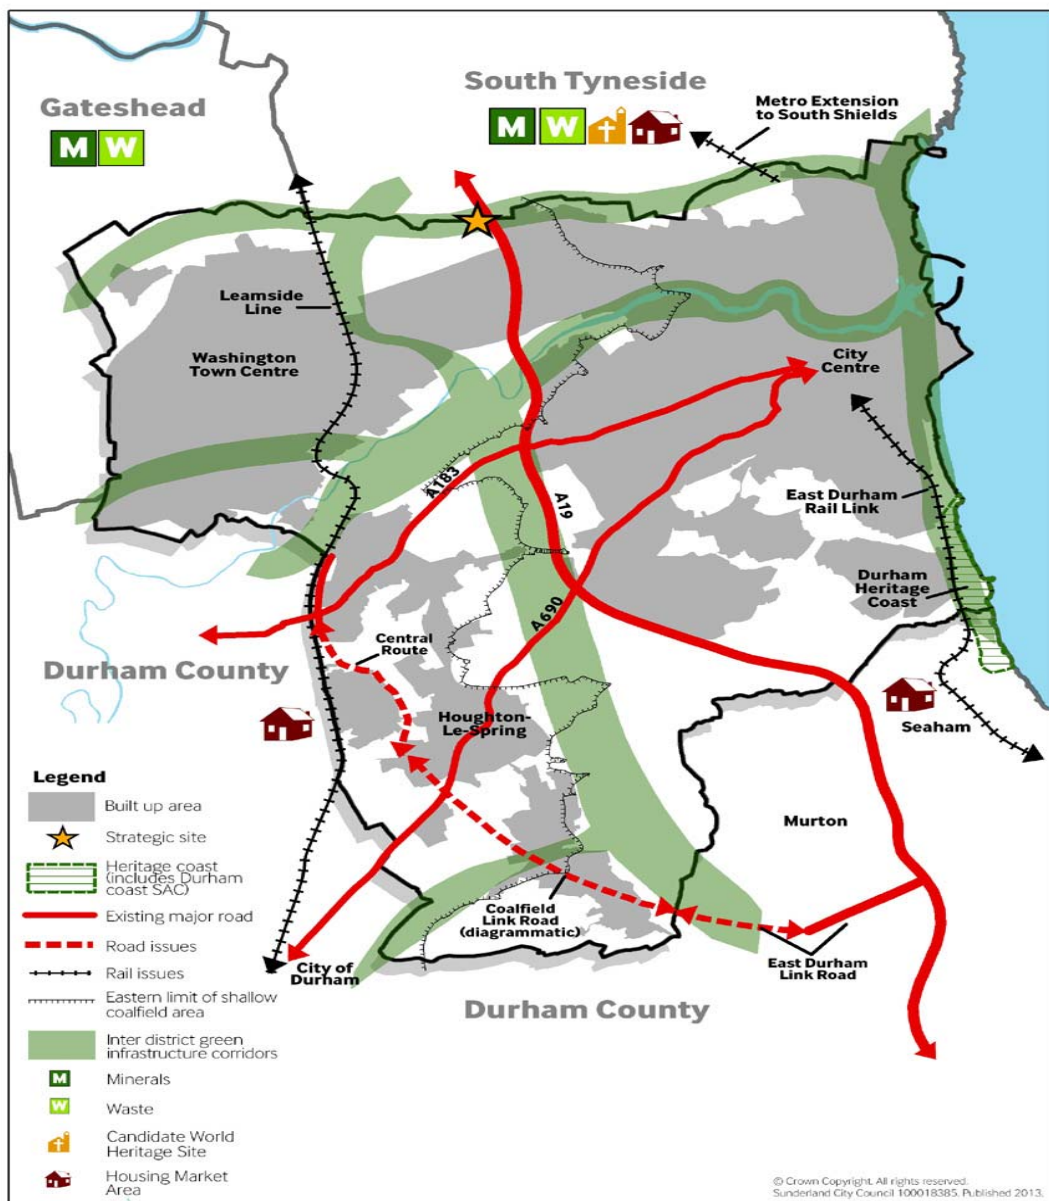 Gateshead
M W
South Tyneside
M W
Metro Extension
to South Shields
Leamside
Line
Washington
Town Centre
City
Centre
A183
A19
East Durham
Rail Link
A690
Durham
Heritage
Coast
Central
Route
Durham County
Houghton-
Le-Spring
Seaham
Murton
Coalfield
Link Road
(diagrammatic)
East Durham
Link Road
City of
Durham
Durham County
Legend
Built up area
Strategic site
Heritage coast
(includes Durham
coast SAC)
Existing major road
Road issues
Rail issues
Eastern limit of shallow
coalfield area
Inter district green
infrastructure corridors
M Minerals
W Waste
Candidate World
Heritage Site
Housing Market
Area
© Crown Copyright. All rights reserved.
Sunderland City Council 100018385. Published 2013.